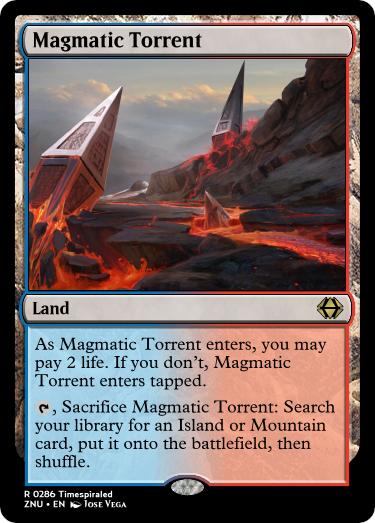 Magmatic Torrent
Land
As Magmatic Torrent enters, you may
pay 2 life. If you don't, Magmatic
Torrent enters tapped.
, Sacrifice Magmatic Torrent: Search
your library for an Island or Mountain
card, put it onto the battlefield, then
shuffle.
R 0286 Timespiraled
ZNU • EN Jose Vega